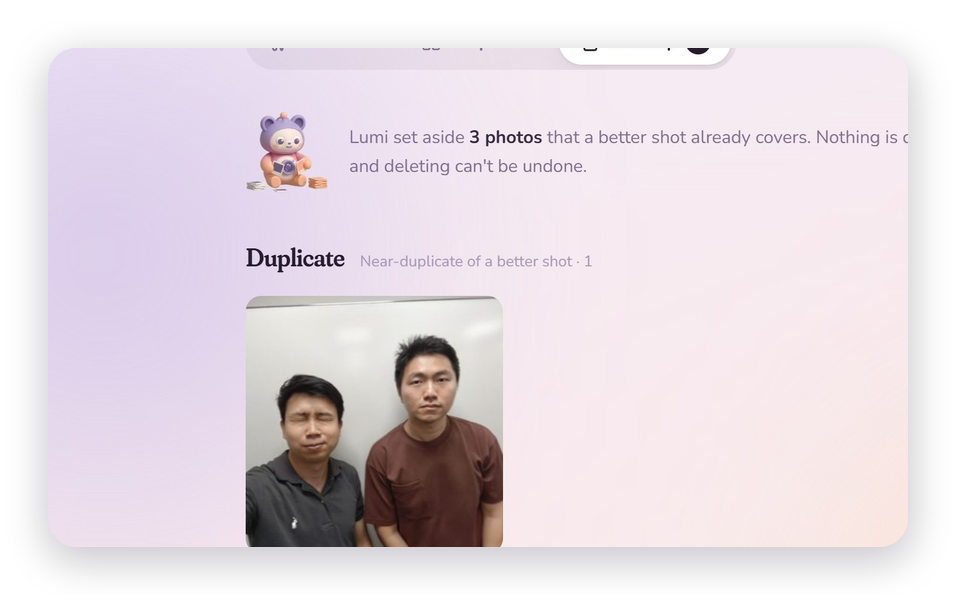 Lumi set aside 3 photos that a better shot already covers. Nothing is
and deleting can't be undone.
Duplicate
Near-duplicate of a better shot · 1